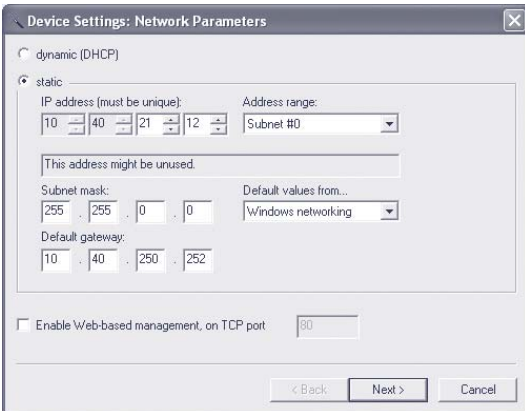 Device Settings: Network Parameters
dynamic (DHCP)
static
IP address (must be unique): Address range:
10 40 21 12 Subnet #0
This address might be unused.
Subnet mask: Default values from...
255 . 255 . 0 . 0 Windows networking
Default gateway:
10 . 40 . 250 . 252
Enable Web-based management, on TCP port 80
< Back Next > Cancel